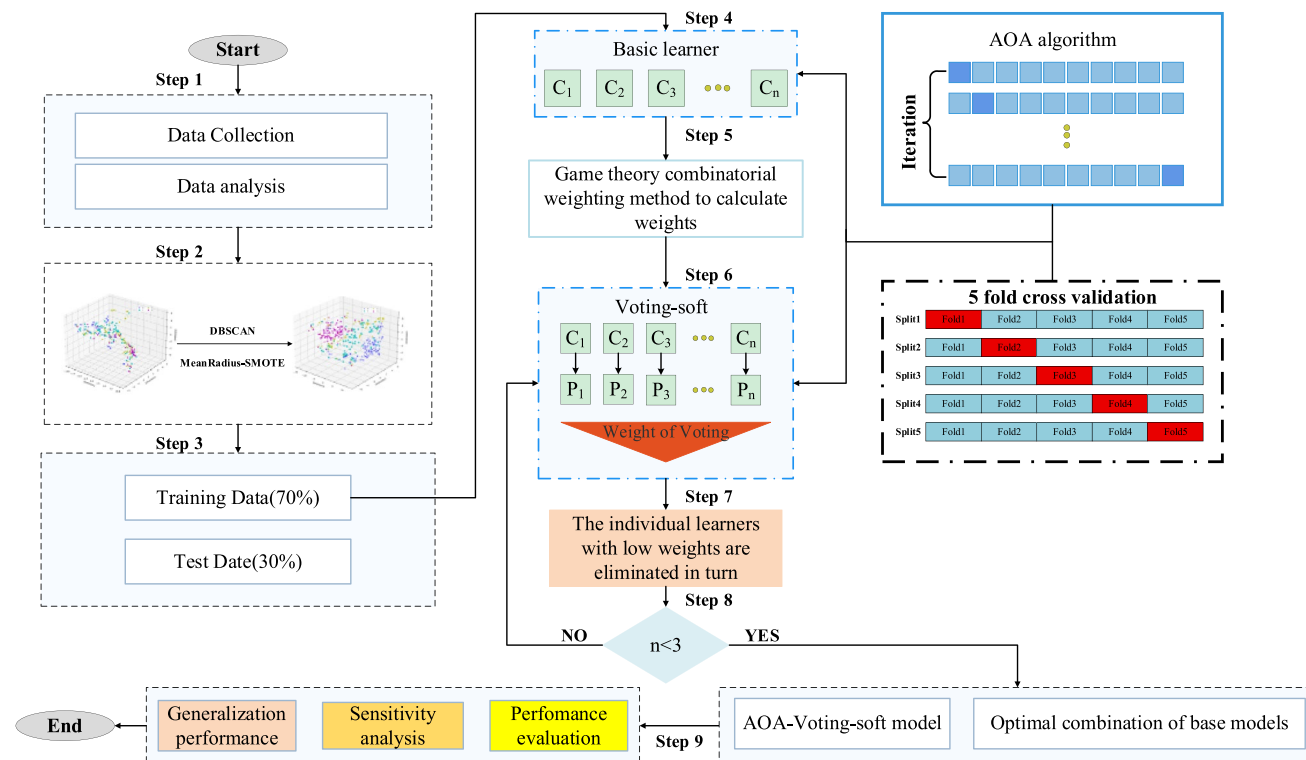 Start
Step 1
Data Collection
Data analysis
Step 2
DBSCAN
MeanRadius-SMOTE
Step 3
Training Data(70%)
Test Date(30%)
Step 4
Basic learner
C1 C2 C3 Cn
Step 5
Game theory combinatorial
weighting method to calculate
weights
Step 6
Voting-soft
C1 C2 C3 Cn
P1 P2 P3 Pn
Weight of Voting
Step 7
The individual learners
with low weights are
eliminated in turn
Step 8
n<3
NO
YES
AOA algorithm
Iteration
5 fold cross validation
Split1 Fold1 Fold2 Fold3 Fold4 Fold5
Split2 Fold1 Fold2 Fold3 Fold4 Fold5
Split3 Fold1 Fold2 Fold3 Fold4 Fold5
Split4 Fold1 Fold2 Fold3 Fold4 Fold5
Split5 Fold1 Fold2 Fold3 Fold4 Fold5
AOA-Voting-soft model
Optimal combination of base models
Step 9
Generalization
performance
Sensitivity
analysis
Perfomance
evaluation
End